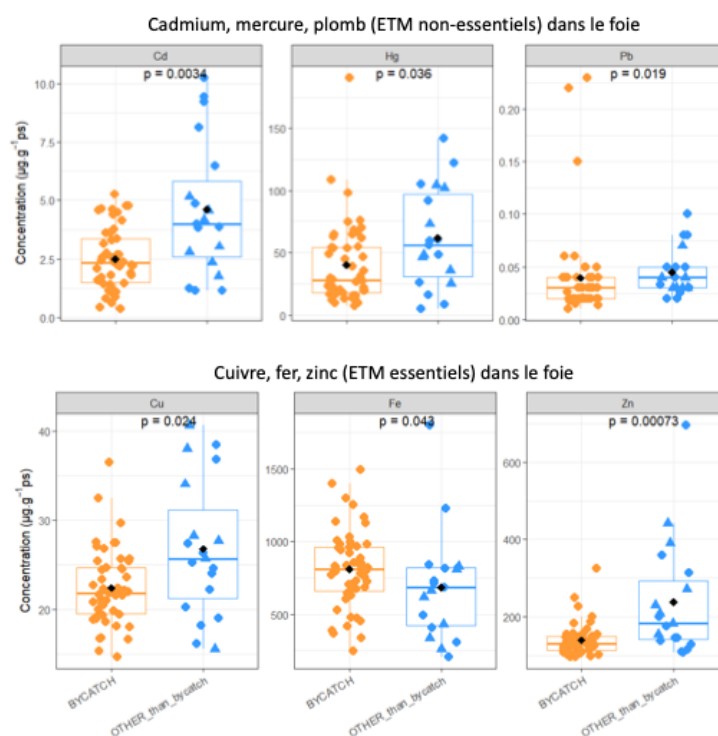 Cadmium, mercure, plomb (ETM non-essentiels) dans le foie
Cd
Hg
Pb
p = 0.0034
p = 0.036
p = 0.019
Concentration (µg.g⁻¹ps)
10.0
7.5
5.0
2.5
0.0
150
100
50
0
0.20
0.15
0.10
0.05
0.00
Cuivre, fer, zinc (ETM essentiels) dans le foie
Cu
Fe
Zn
p = 0.024
p = 0.043
p = 0.00073
Concentration (µg.g⁻¹ps)
40
30
20
1500
1000
500
600
400
200
BYCATCH
OTHER_than_bycatch
BYCATCH
OTHER_than_bycatch
BYCATCH
OTHER_than_bycatch